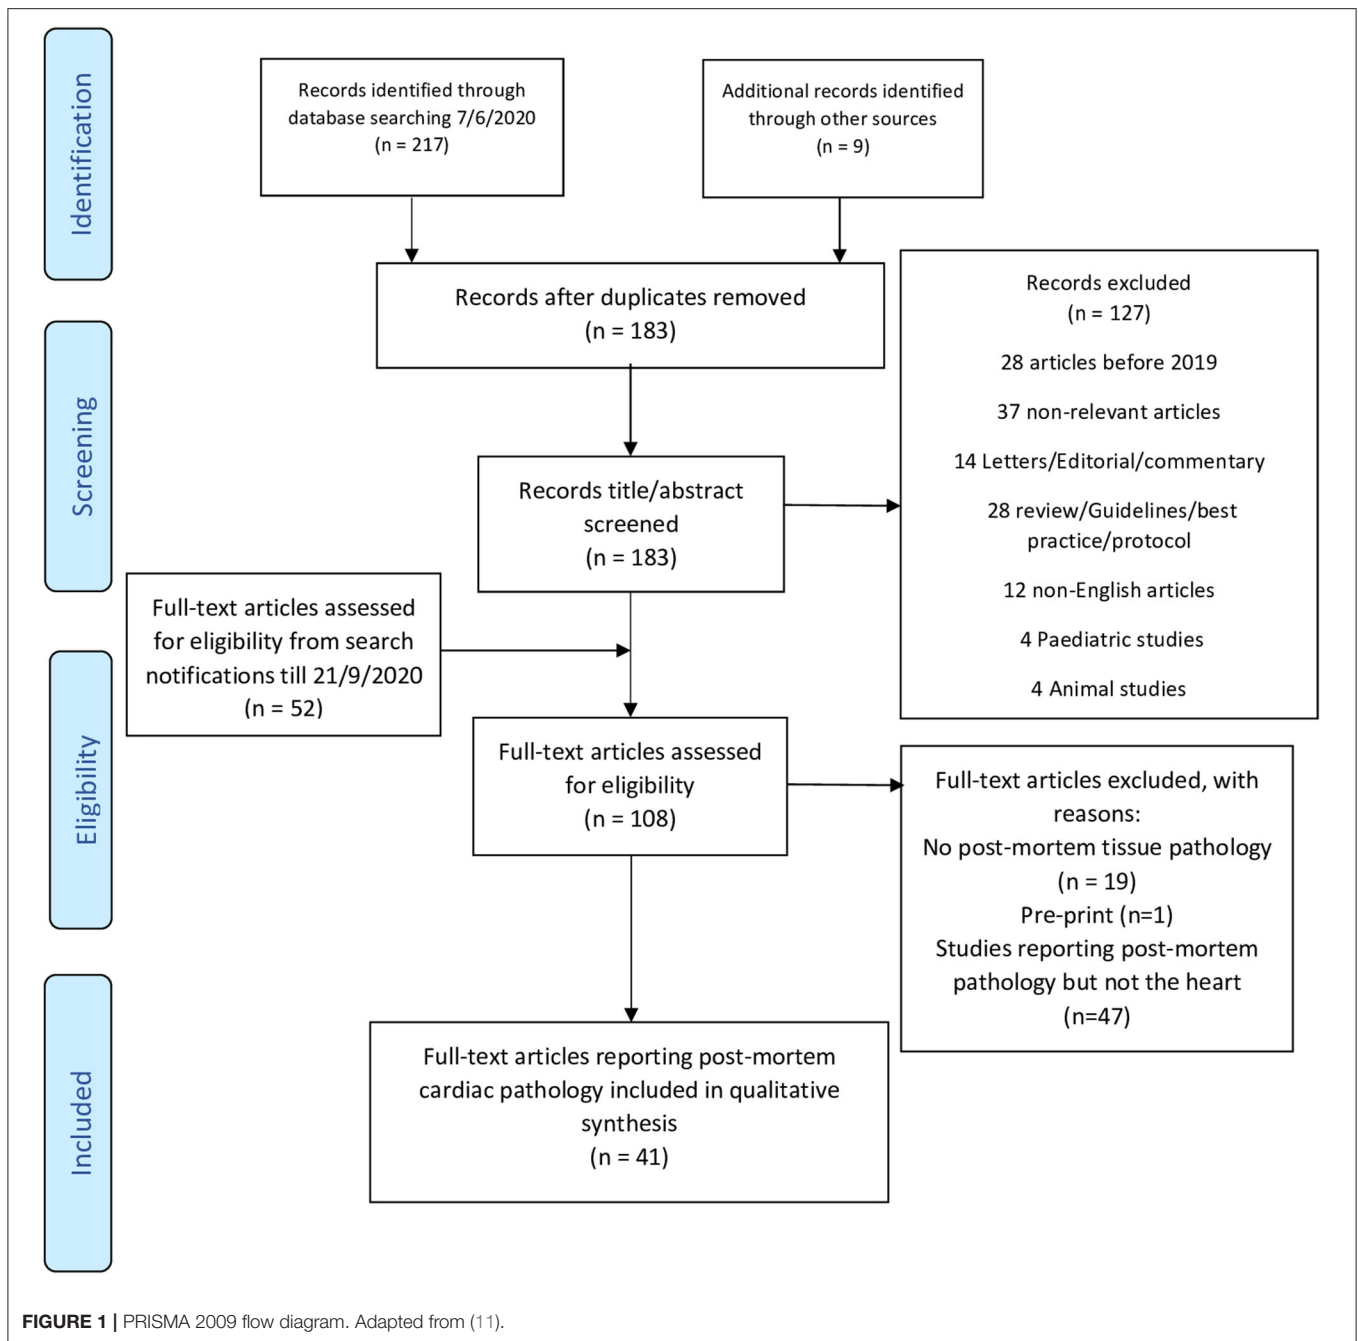 Identification
Records identified through
database searching 7/6/2020
(n = 217)
Additional records identified
through other sources
(n = 9)
Records after duplicates removed
(n = 183)
Screening
Records title/abstract
screened
(n = 183)
Records excluded
(n = 127)
28 articles before 2019
37 non-relevant articles
14 Letters/Editorial/commentary
28 review/Guidelines/best
practice/protocol
12 non-English articles
4 Paediatric studies
4 Animal studies
Full-text articles assessed
for eligibility from search
notifications till 21/9/2020
(n = 52)
Eligibility
Full-text articles assessed
for eligibility
(n = 108)
Full-text articles excluded, with
reasons:
No post-mortem tissue pathology
(n = 19)
Pre-print (n=1)
Studies reporting post-mortem
pathology but not the heart
(n=47)
Included
Full-text articles reporting post-mortem
cardiac pathology included in qualitative
synthesis
(n = 41)
FIGURE 1 | PRISMA 2009 flow diagram. Adapted from (11).